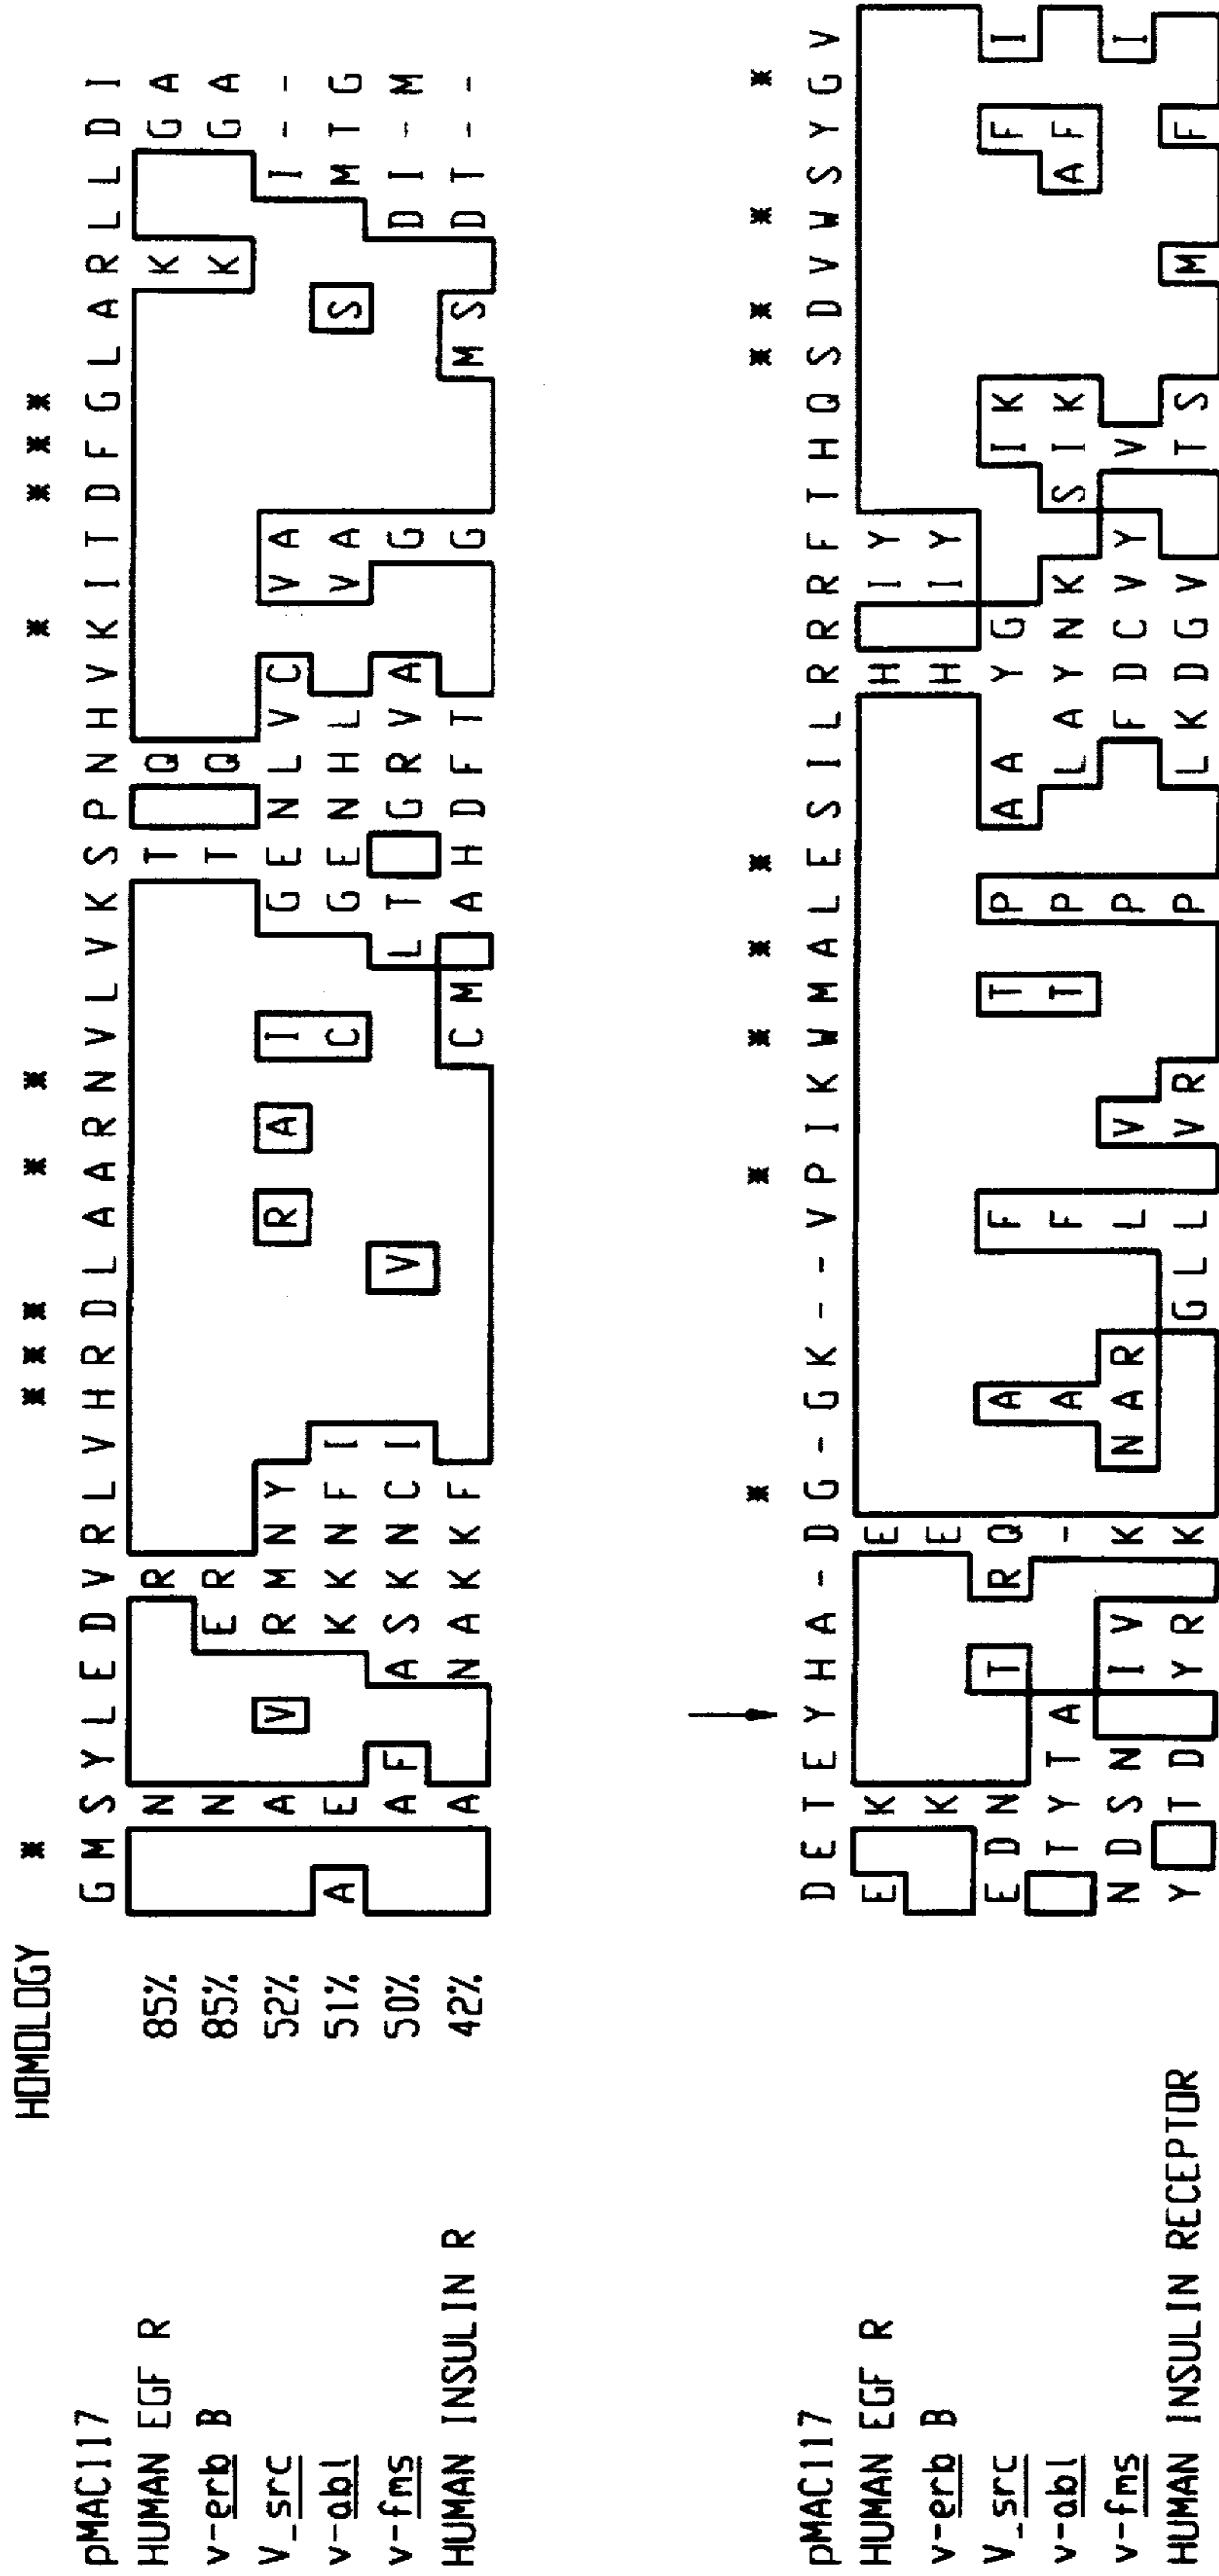 HOMOLOGY * * * * * * * * * *
pMAC117 G M S Y L E D V R L V H R D L A A R N V L V K S P N H V K I T D F G L A R L L D I
HUMAN EGF R 85% N R T Q K G A
v-erb B 85% N E R T Q K G A
V_src 52% A V R M N Y R A I G E N L V C V A I - -
v-abl 51% A E K K N F I C G E N H L V A S M T G
v-fms 50% A F A S K N C I V L T G R V A G D I - M
HUMAN INSULIN R 42% A N A K K F C M A H D F T G M S D T - -
* * * * * * * * *
pMAC117 D E T E Y H A - D G - G K - - V P I K W M A L E S I L R R R F T H Q S D V W S Y G V
HUMAN EGF R E K E H I Y
v-erb B K E H I Y
V_src E D N T R Q A F T P A A Y G I K F I
v-abl T Y T A - A F T P L A Y N K S I K A F
v-fms N D S N I V K N A R L V P F D C V Y V I
HUMAN INSULIN RECEPTOR Y T D Y R K G L L V R P L K D G V T S M F